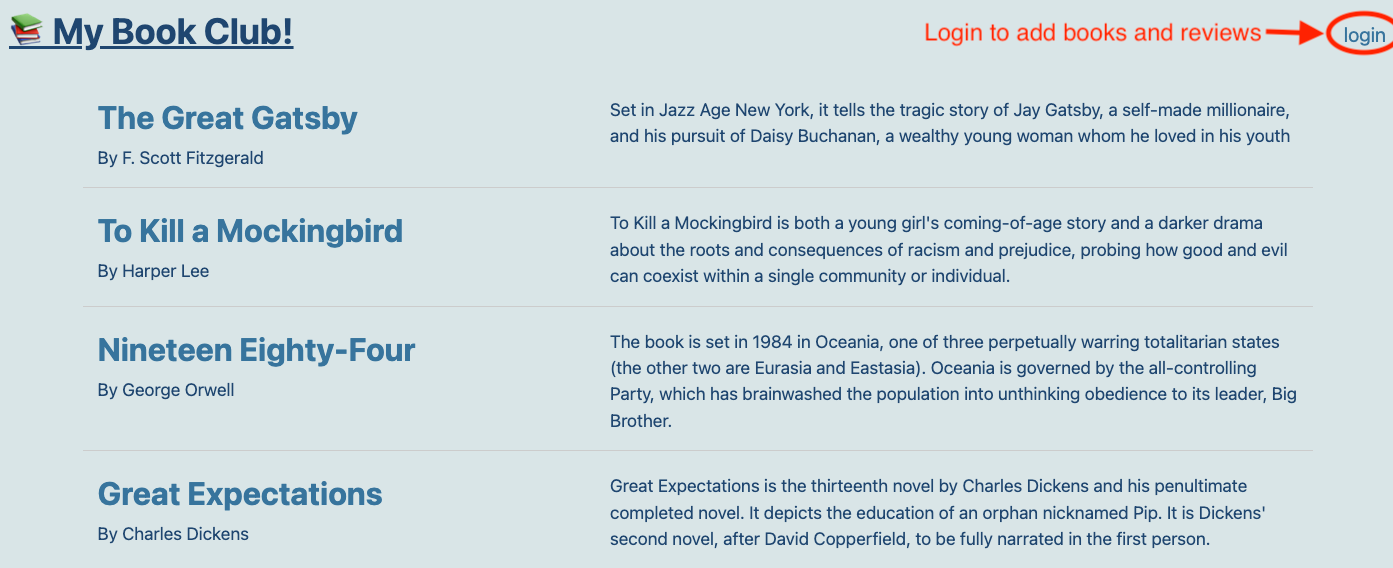 My Book Club!
Login to add books and reviews
login
The Great Gatsby
By F. Scott Fitzgerald
Set in Jazz Age New York, it tells the tragic story of Jay Gatsby, a self-made millionaire,
and his pursuit of Daisy Buchanan, a wealthy young woman whom he loved in his youth
To Kill a Mockingbird
By Harper Lee
To Kill a Mockingbird is both a young girl's coming-of-age story and a darker drama
about the roots and consequences of racism and prejudice, probing how good and evil
can coexist within a single community or individual.
Nineteen Eighty-Four
By George Orwell
The book is set in 1984 in Oceania, one of three perpetually warring totalitarian states
(the other two are Eurasia and Eastasia). Oceania is governed by the all-controlling
Party, which has brainwashed the population into unthinking obedience to its leader, Big
Brother.
Great Expectations
By Charles Dickens
Great Expectations is the thirteenth novel by Charles Dickens and his penultimate
completed novel. It depicts the education of an orphan nicknamed Pip. It is Dickens'
second novel, after David Copperfield, to be fully narrated in the first person.